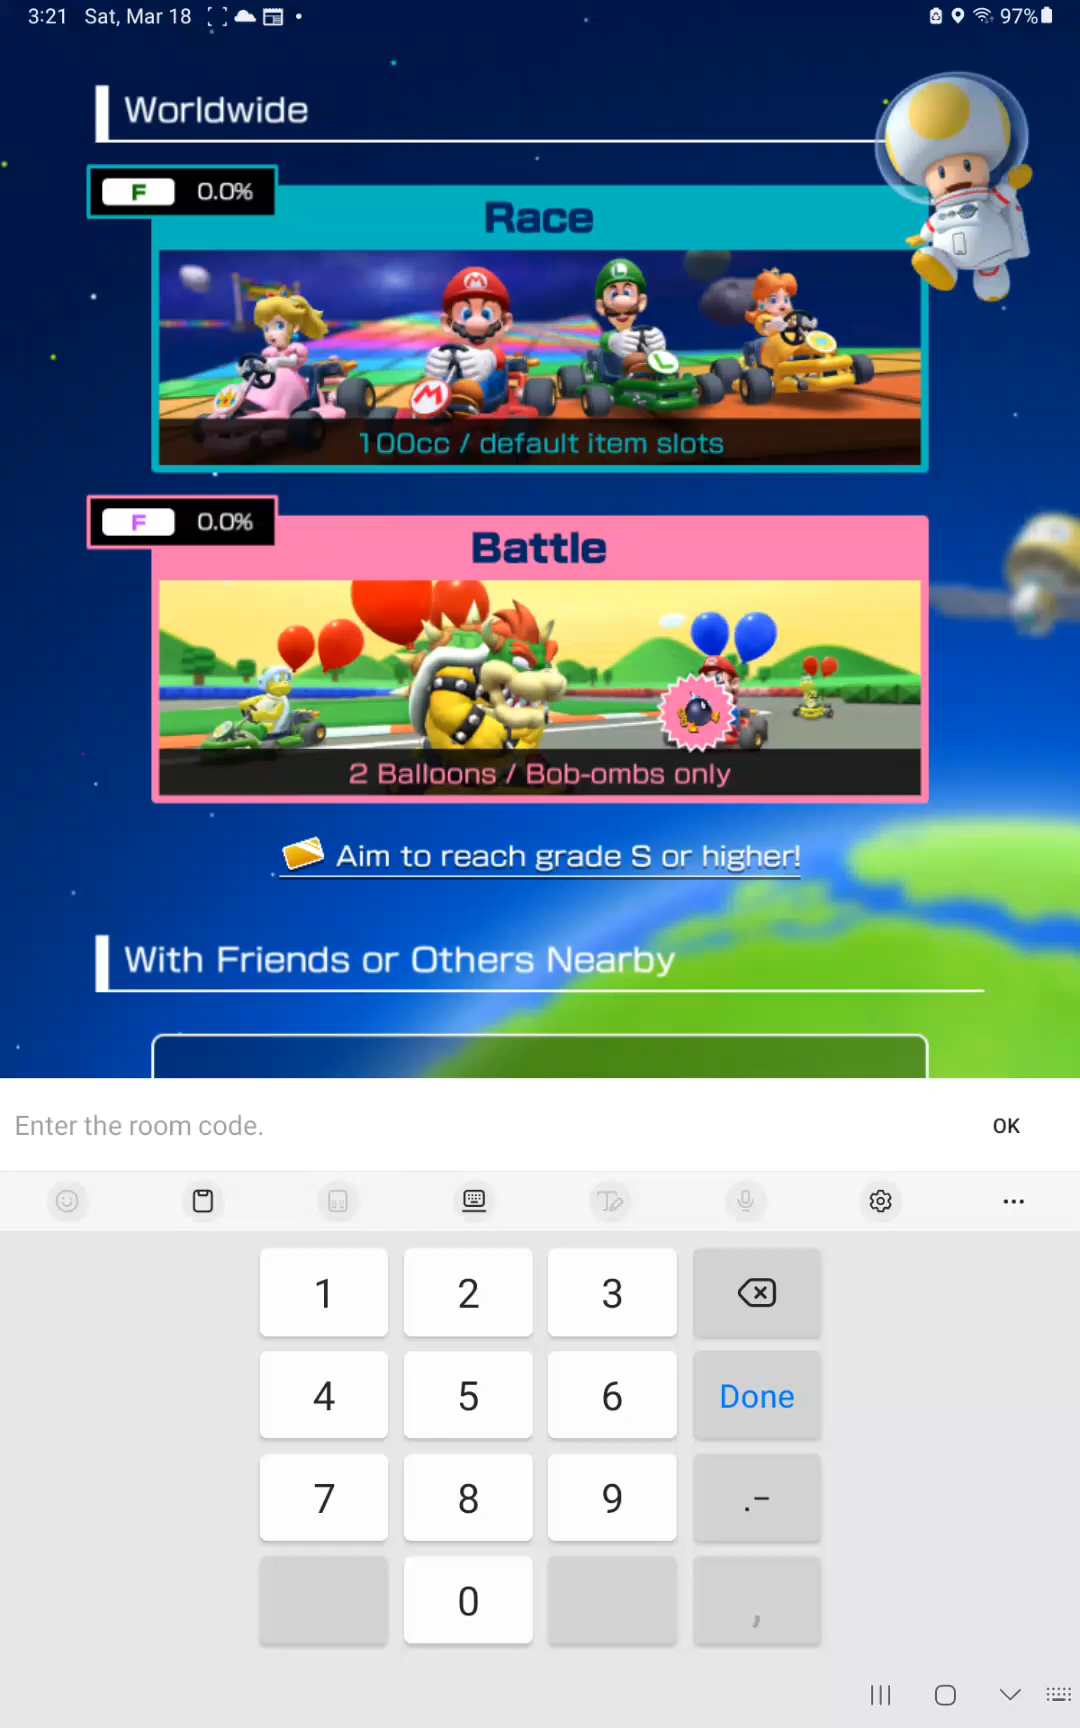 3:21 Sat, Mar 18 97%
Worldwide
F 0.0%
Race
100cc / default item slots
F 0.0%
Battle
2 Balloons / Bob-ombs only
Aim to reach grade S or higher!
With Friends or Others Nearby
Enter the room code.
OK
1 2 3
4 5 6 Done
7 8 9 .-
0 ,